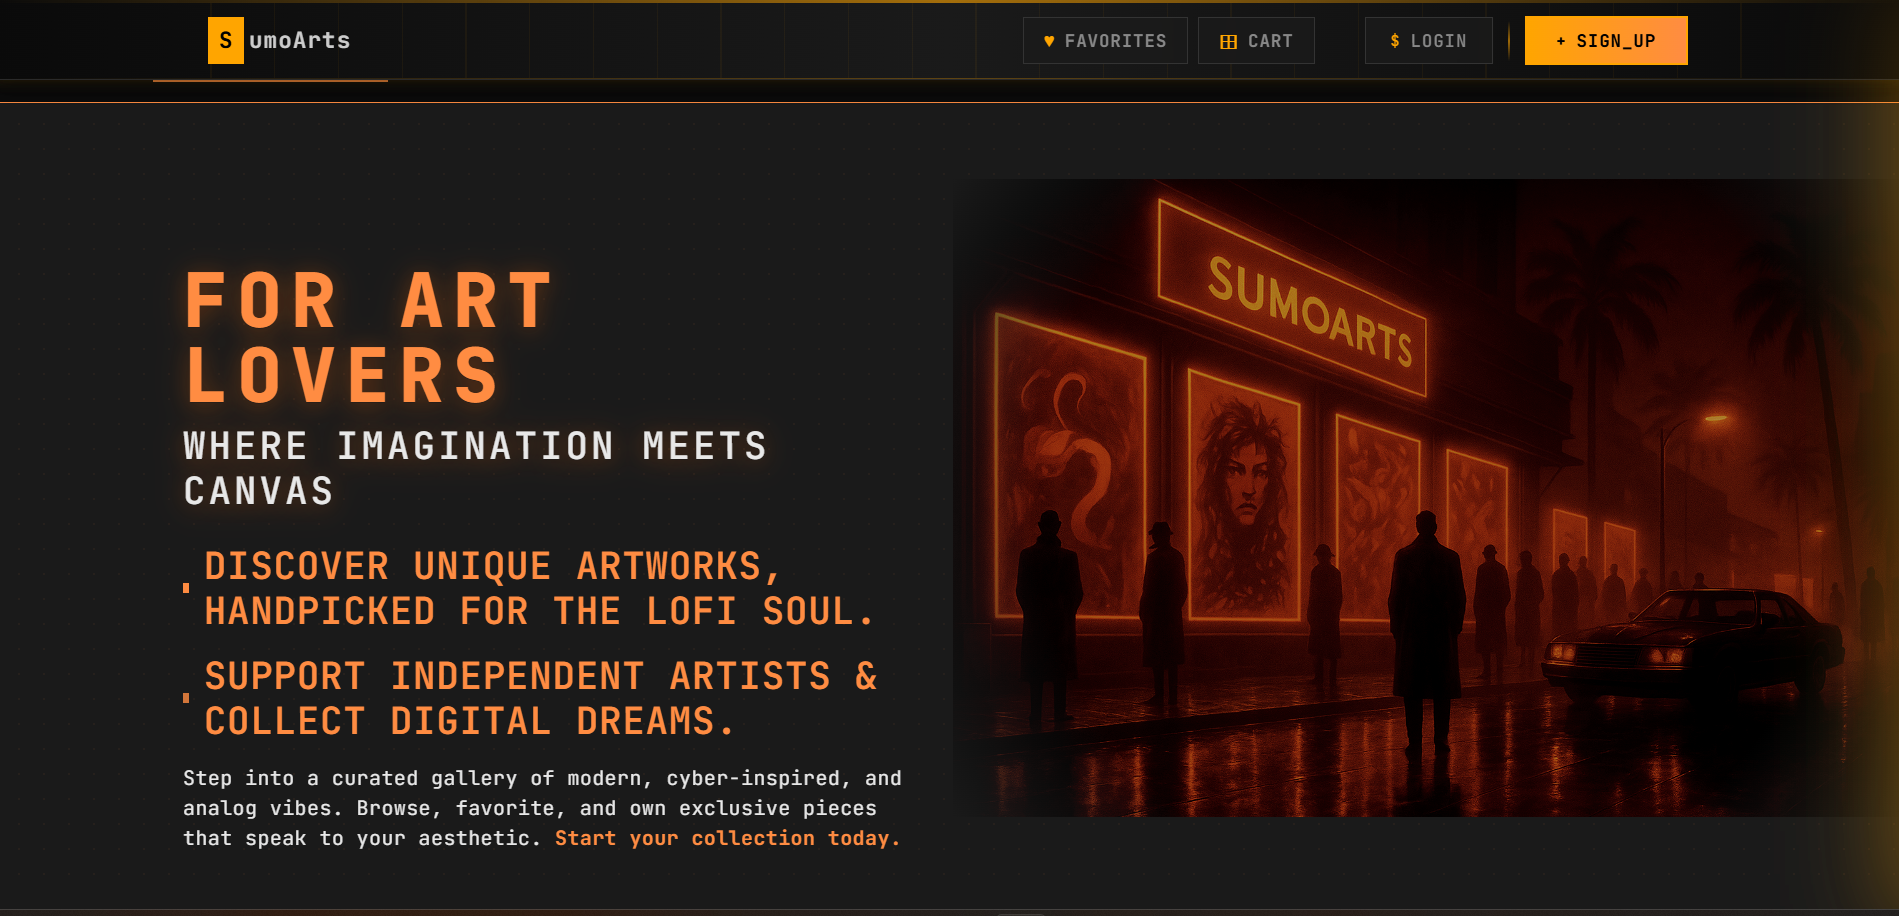 SumoArts
♥ FAVORITES
CART
$ LOGIN
+ SIGN_UP
FOR ART
LOVERS
WHERE IMAGINATION MEETS
CANVAS
DISCOVER UNIQUE ARTWORKS,
HANDPICKED FOR THE LOFI SOUL.
SUPPORT INDEPENDENT ARTISTS &
COLLECT DIGITAL DREAMS.
Step into a curated gallery of modern, cyber-inspired, and
analog vibes. Browse, favorite, and own exclusive pieces
that speak to your aesthetic. Start your collection today.
SUMOARTS